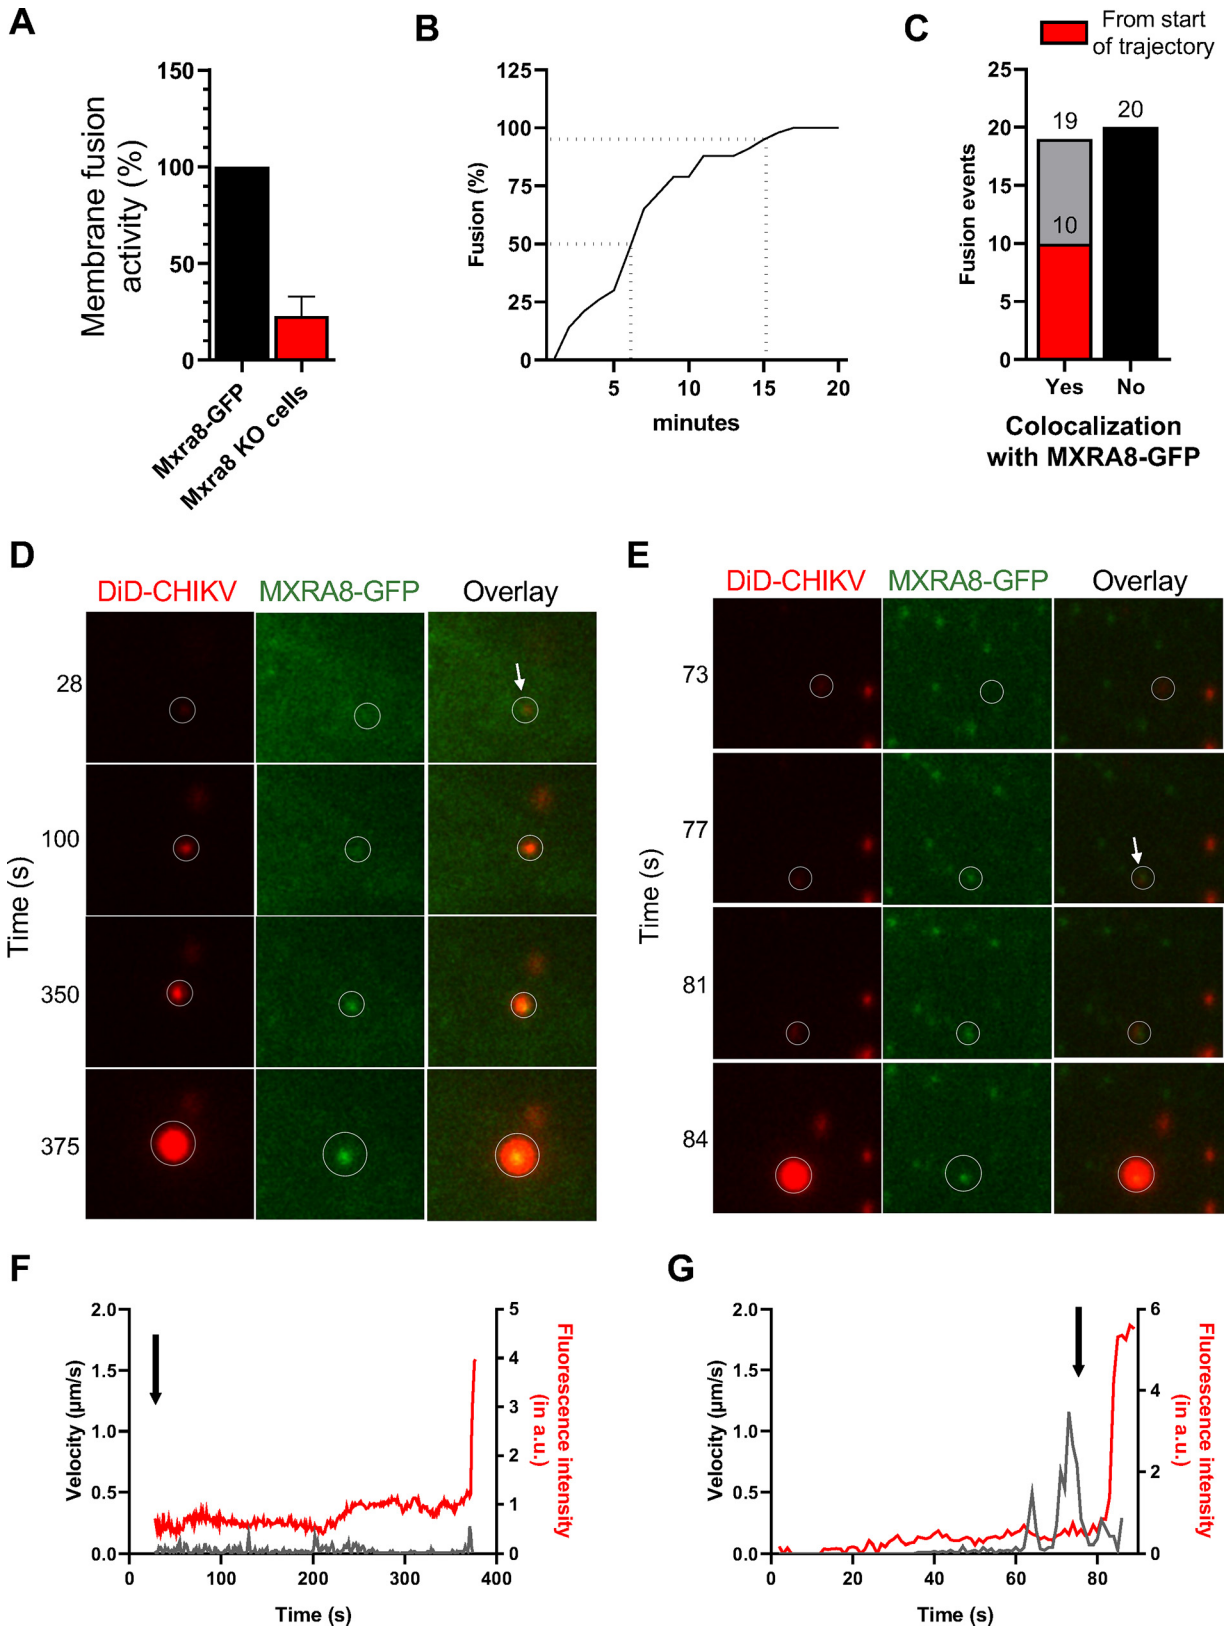 A
Membrane fusion
activity (%)
150
100
50
0
Mxra8-GFP
Mxra8 KO cells
B
Fusion (%)
125
100
75
50
25
0
5
10
15
20
minutes
C
From start
of trajectory
Fusion events
25
20
15
10
5
0
19
10
20
Yes
No
Colocalization
with MXRA8-GFP
D
DiD-CHIKV
MXRA8-GFP
Overlay
Time (s)
28
100
350
375
E
DiD-CHIKV
MXRA8-GFP
Overlay
Time (s)
73
77
81
84
F
Velocity (µm/s)
2.0
1.5
1.0
0.5
0.0
0
100
200
300
400
Time (s)
5
4
3
2
1
0
Fluorescence intensity
(in a.u.)
G
Velocity (µm/s)
2.0
1.5
1.0
0.5
0.0
0
20
40
60
80
Time (s)
6
4
2
0
Fluorescence intensity
(in a.u.)